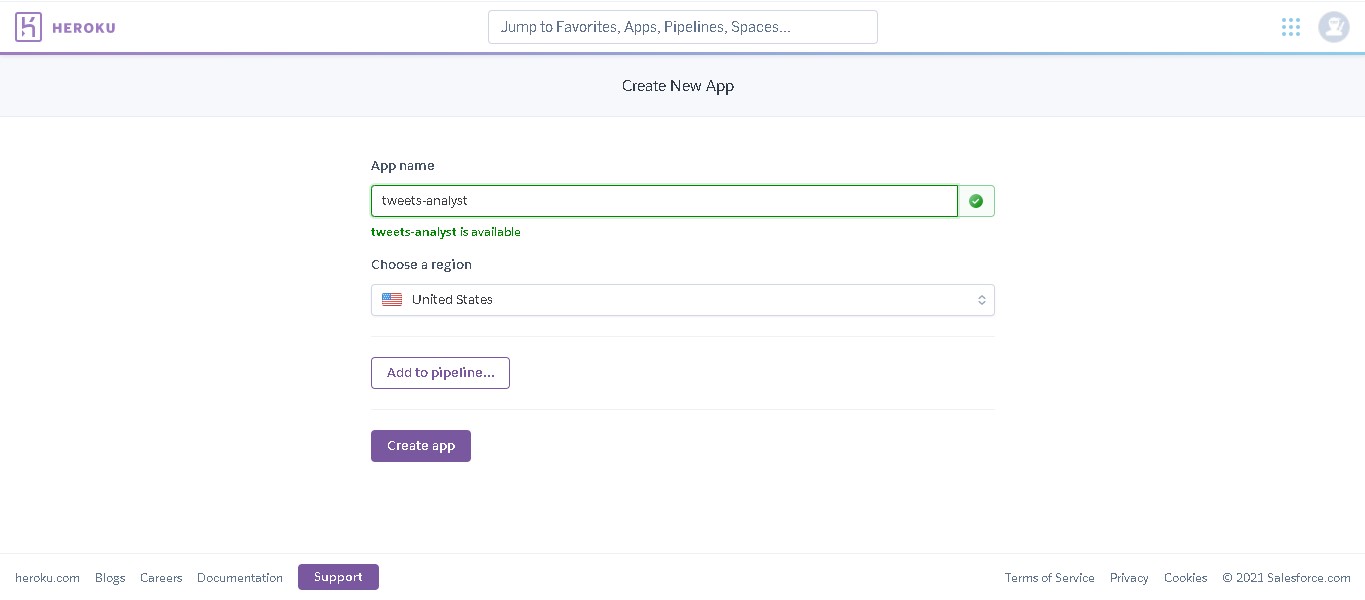 HEROKU
Jump to Favorites, Apps, Pipelines, Spaces...
Create New App
App name
tweets-analyst
tweets-analyst is available
Choose a region
United States
Add to pipeline...
Create app
heroku.com Blogs Careers Documentation Support Terms of Service Privacy Cookies © 2021 Salesforce.com